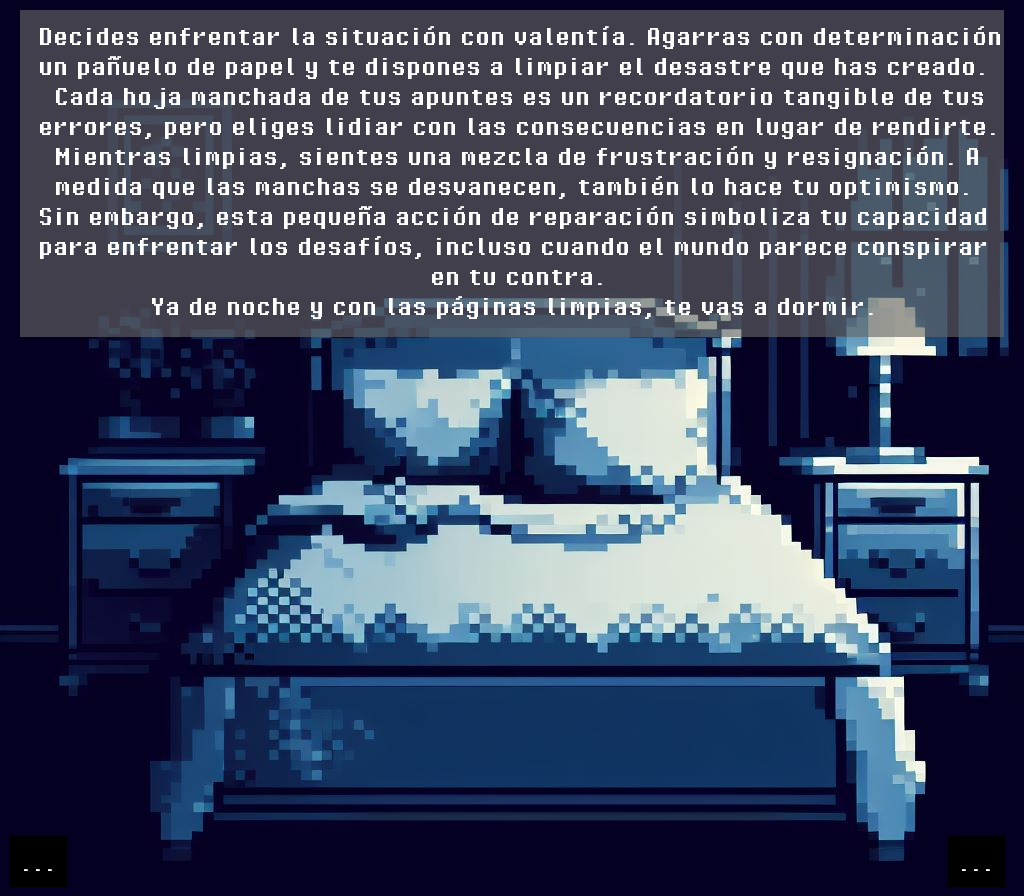 Decides enfrentar la situación con valentía. Agarras con determinación
un pañuelo de papel y te dispones a limpiar el desastre que has creado.
Cada hoja manchada de tus apuntes es un recordatorio tangible de tus
errores, pero eliges lidiar con las consecuencias en lugar de rendirte.
Mientras limpias, sientes una mezcla de frustración y resignación. A
medida que las manchas se desvanecen, también lo hace tu optimismo.
Sin embargo, esta pequeña acción de reparación simboliza tu capacidad
para enfrentar los desafíos, incluso cuando el mundo parece conspirar
en tu contra.
Ya de noche y con las páginas limpias, te vas a dormir.
...
...